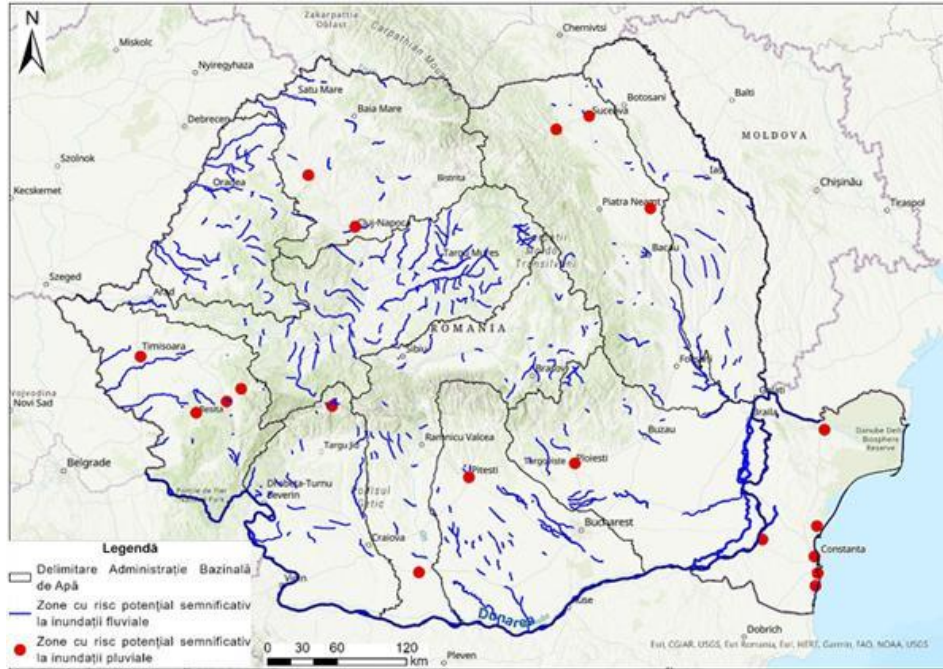 Zakarpattia
Oblast
Chernivtsi
Miskolc
Carpathian Mou
N
Nyiregyhaza
Satu Mare
Baia Mare
Botosani
Balti
Suceava
Debrecen
MOLDOVA
Szolnok
Oradea
Iasi
Kecskemet
Bistrita
Chișinău
Piatra Neamt
Tiraspol
Cluj-Napoca
Targu Mures
Bacau
Transilvaniei
Szeged
Arad
ROMANIA
Timisoara
Sibiu
Brasov
Focsani
Novi Sad
Resita
Galati
Braila
Ramnicu Valcea
Buzau
Danube Delta
Biosphere
Reserve
Targu Jiu
Belgrade
Targoviste
Ploiesti
Pitesti
Drobeta-Turnu
Severin
Getic
Bucharest
Craiova
Constanta
Legendă
Delimitare Administrație Bazinală
de Apă
Zone cu risc potențial semnificativ
la inundații fluviale
Zone cu risc potențial semnificativ
la inundații pluviale
Vidin
Dunarea
Ruse
Dobrich
0 30 60 120
km
Pleven
Esri, CGIAR, USGS, Esri Romania, Esri, HERE, Garmin, FAO, NOAA, USGS